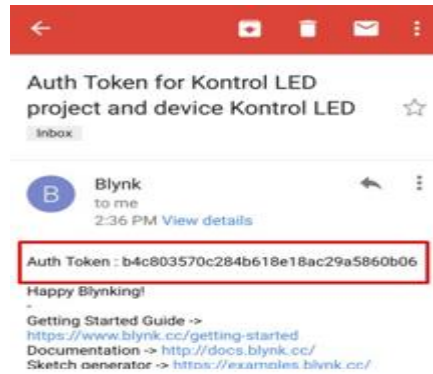 Auth Token for Kontrol LED
project and device Kontrol LED
Inbox
B
Blynk
to me
2:36 PM View details
Auth Token : b4c803570c284b618e18ac29a5860b06
Happy Blynking!
-
Getting Started Guide ->
https://www.blynk.cc/getting-started
Documentation -> http://docs.blynk.cc/
Sketch generator -> https://examples.blynk.cc/